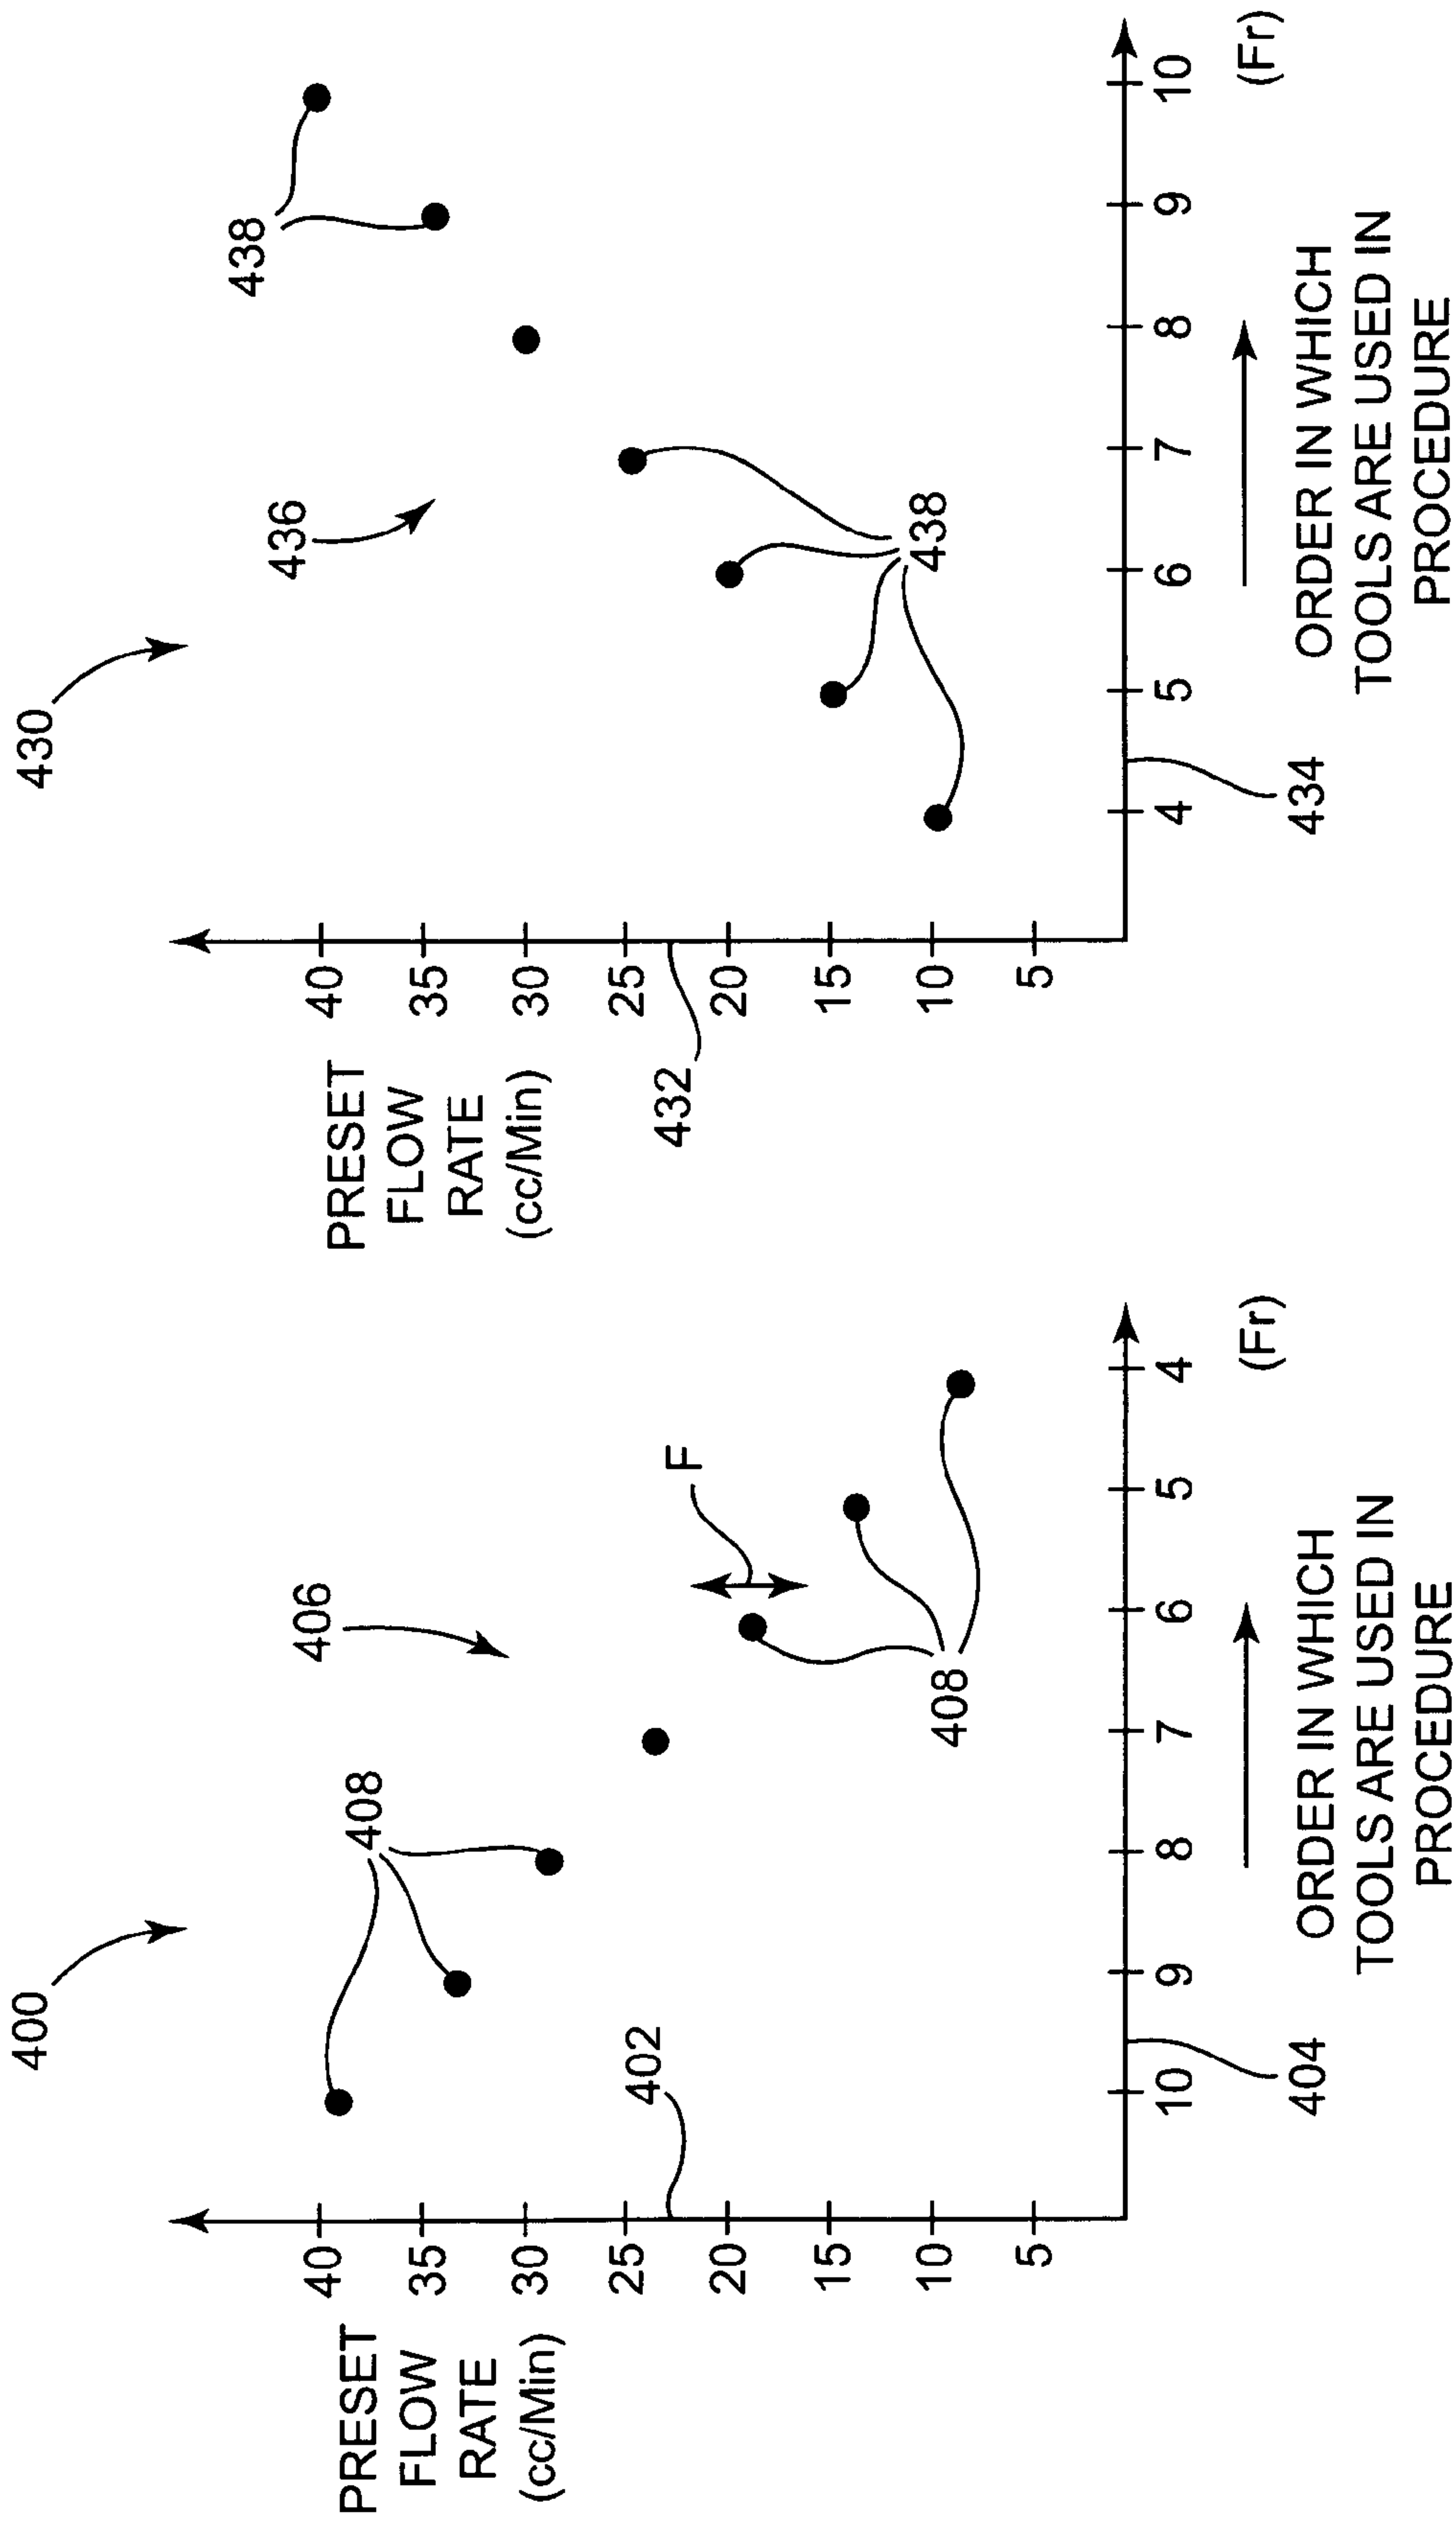 400
406
408
PRESET
FLOW
RATE
(cc/Min)
40
35
30
25
20
15
10
5
402
F
408
10
9
8
7
6
5
4
(Fr)
404
ORDER IN WHICH
TOOLS ARE USED IN
PROCEDURE
430
436
438
PRESET
FLOW
RATE
(cc/Min)
40
35
30
25
20
15
10
5
432
438
4
5
6
7
8
9
10
(Fr)
434
ORDER IN WHICH
TOOLS ARE USED IN
PROCEDURE